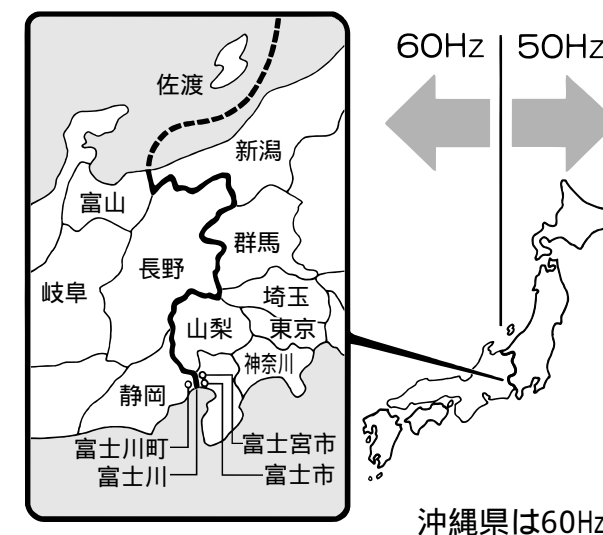 佐渡
新潟
富山
群馬
長野
岐阜
埼玉
山梨
東京
神奈川
静岡
富士川町
富士宮市
富士川
富士市
60Hz
50Hz
沖縄県は60Hz